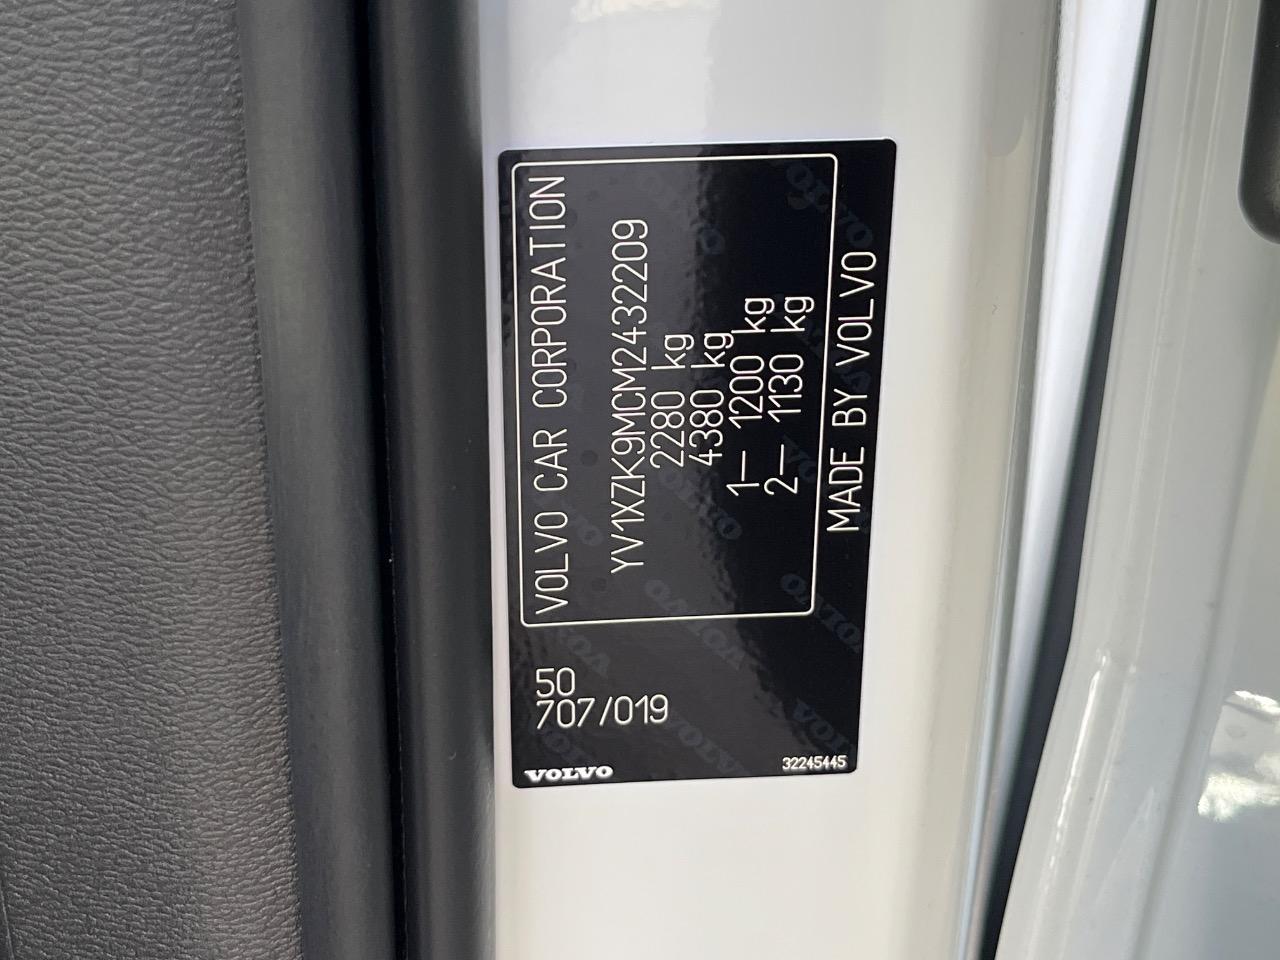 VOLVO CAR CORPORATION
YV1XZK9MCM2432209
2280 kg
4380 kg
1— 1200 kg
2— 1130 kg
MADE BY VOLVO
50
707/019
VOLVO
32245445